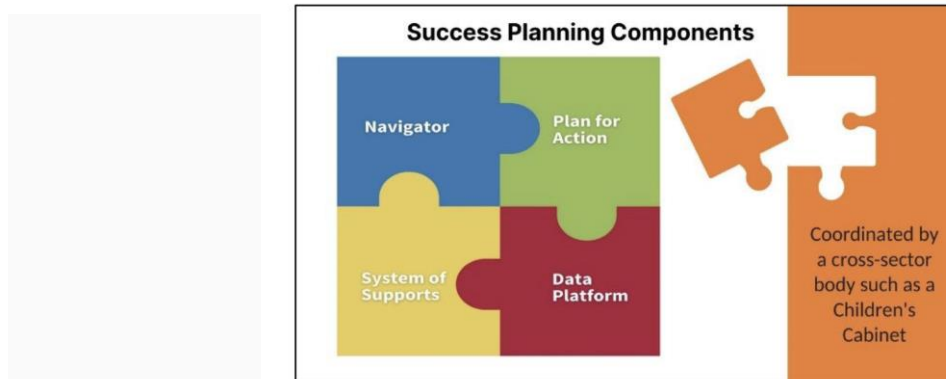 Success Planning Components
Navigator
Plan for
Action
System of
Supports
Data
Platform
Coordinated by
a cross-sector
body such as a
Children's
Cabinet